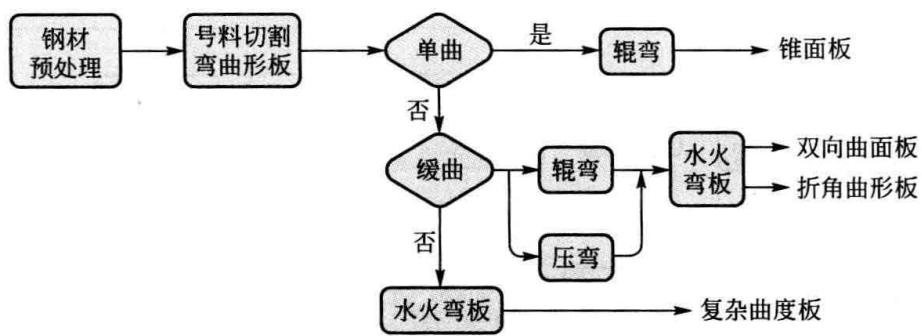 钢材
预处理
号料切割
弯曲形板
单曲
是
辊弯
锥面板
否
缓曲
辊弯
水火
弯板
双向曲面板
折角曲形板
压弯
否
水火弯板
复杂曲度板